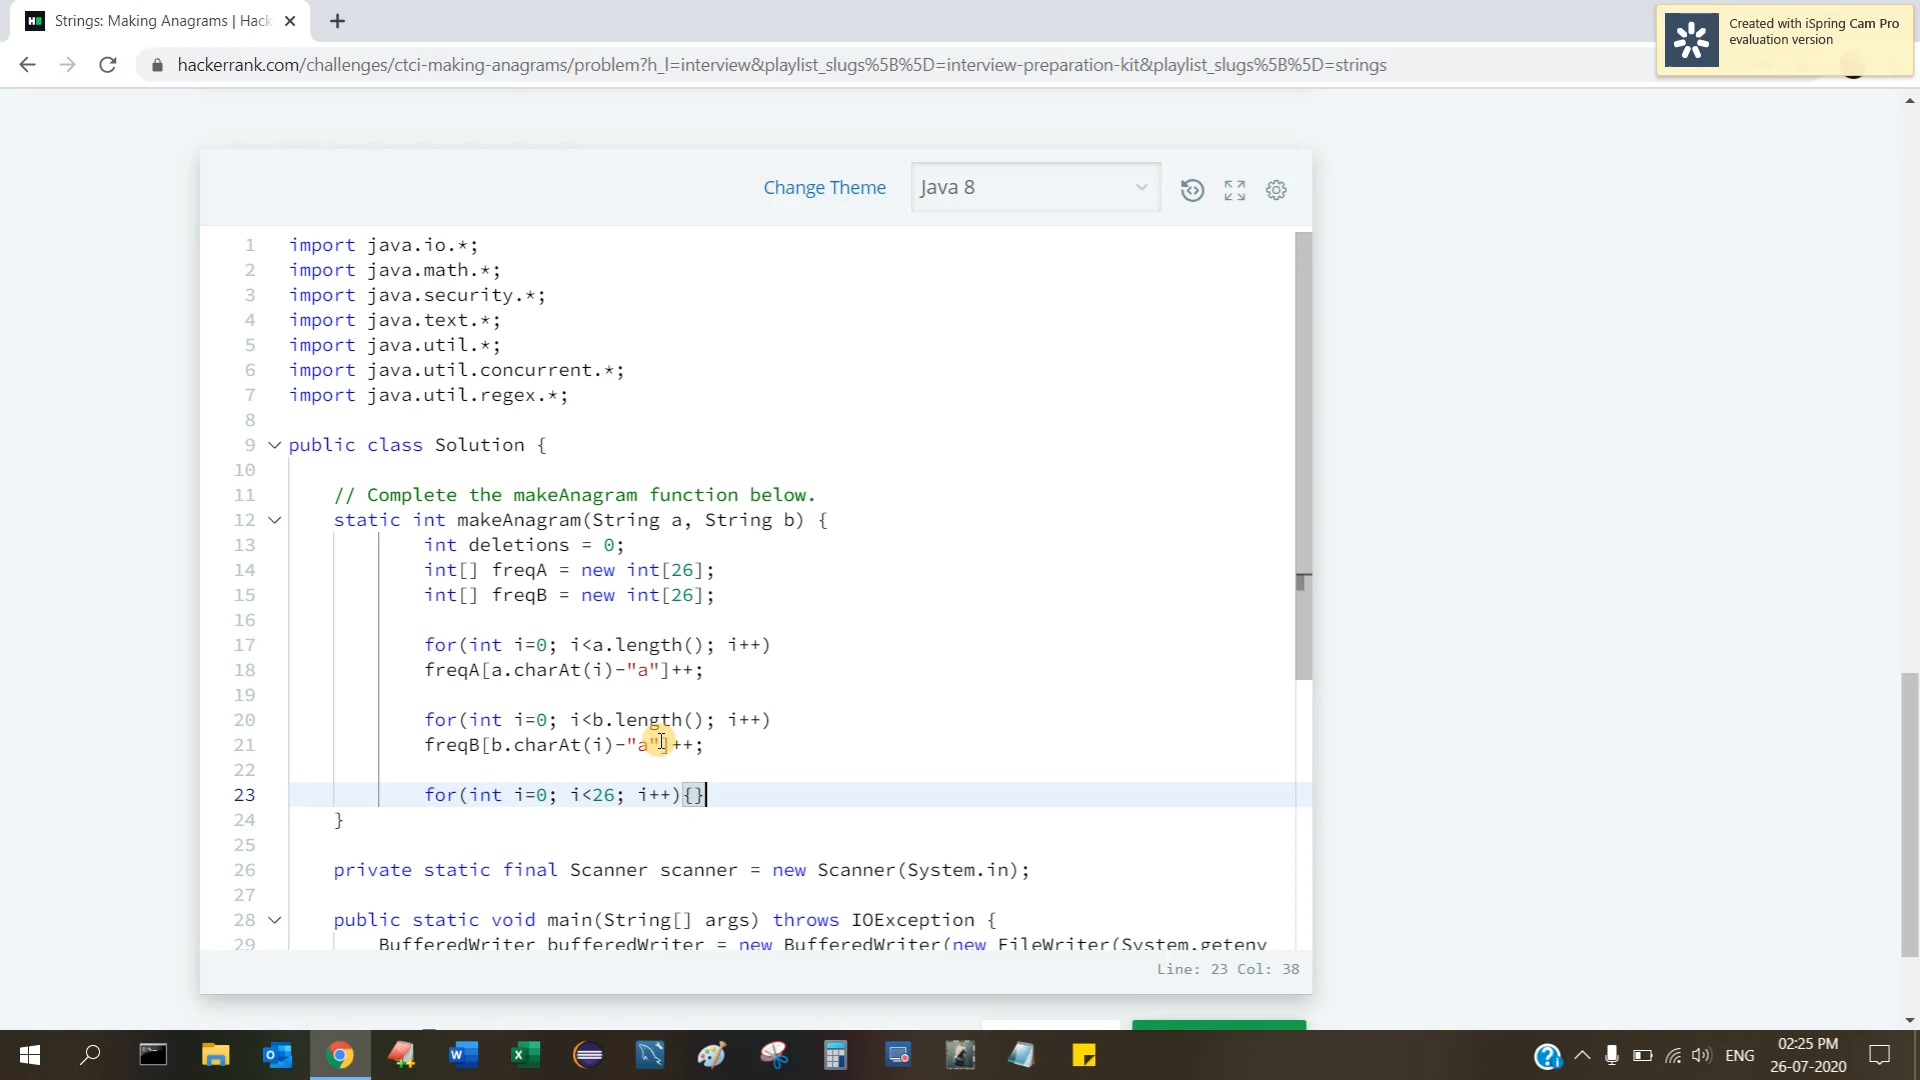 Strings: Making Anagrams | Hack
Created with iSpring Cam Pro
evaluation version
hackerrank.com/challenges/ctci-making-anagrams/problem?h_l=interview&playlist_slugs%5B%5D=interview-preparation-kit&playlist_slugs%5B%5D=strings
Change Theme
Java 8
1 import java.io.*;
2 import java.math.*;
3 import java.security.*;
4 import java.text.*;
5 import java.util.*;
6 import java.util.concurrent.*;
7 import java.util.regex.*;
8
9 public class Solution {
10
11 // Complete the makeAnagram function below.
12 static int makeAnagram(String a, String b) {
13 int deletions = 0;
14 int[] freqA = new int[26];
15 int[] freqB = new int[26];
16
17 for(int i=0; i<a.length(); i++)
18 freqA[a.charAt(i)-"a"]++;
19
20 for(int i=0; i<b.length(); i++)
21 freqB[b.charAt(i)-"a"]++;
22
23 for(int i=0; i<26; i++){}
24 }
25
26 private static final Scanner scanner = new Scanner(System.in);
27
28 public static void main(String[] args) throws IOException {
29 BufferedWriter bufferedWriter = new BufferedWriter(new FileWriter(System.getenv
Line: 23 Col: 38
ENG
02:25 PM
26-07-2020